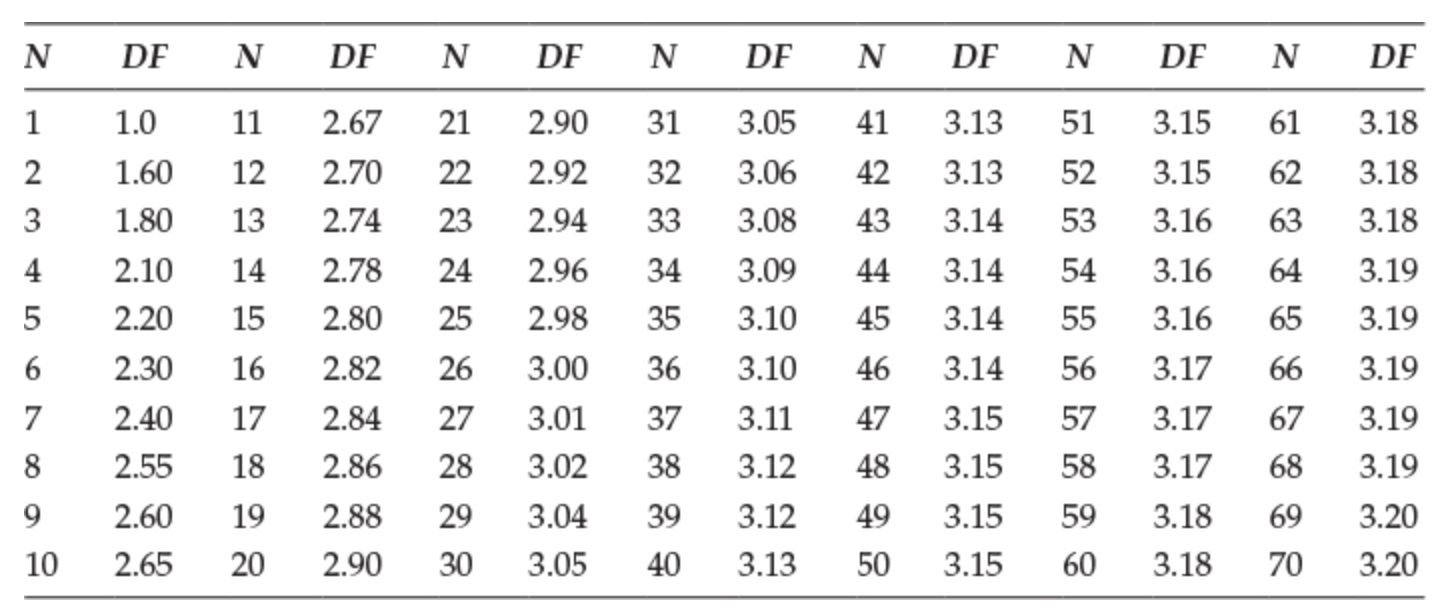 N DF N DF N DF N DF N DF N DF N DF
1 1.0 11 2.67 21 2.90 31 3.05 41 3.13 51 3.15 61 3.18
2 1.60 12 2.70 22 2.92 32 3.06 42 3.13 52 3.15 62 3.18
3 1.80 13 2.74 23 2.94 33 3.08 43 3.14 53 3.16 63 3.18
4 2.10 14 2.78 24 2.96 34 3.09 44 3.14 54 3.16 64 3.19
5 2.20 15 2.80 25 2.98 35 3.10 45 3.14 55 3.16 65 3.19
6 2.30 16 2.82 26 3.00 36 3.10 46 3.14 56 3.17 66 3.19
7 2.40 17 2.84 27 3.01 37 3.11 47 3.15 57 3.17 67 3.19
8 2.55 18 2.86 28 3.02 38 3.12 48 3.15 58 3.17 68 3.19
9 2.60 19 2.88 29 3.04 39 3.12 49 3.15 59 3.18 69 3.20
10 2.65 20 2.90 30 3.05 40 3.13 50 3.15 60 3.18 70 3.20